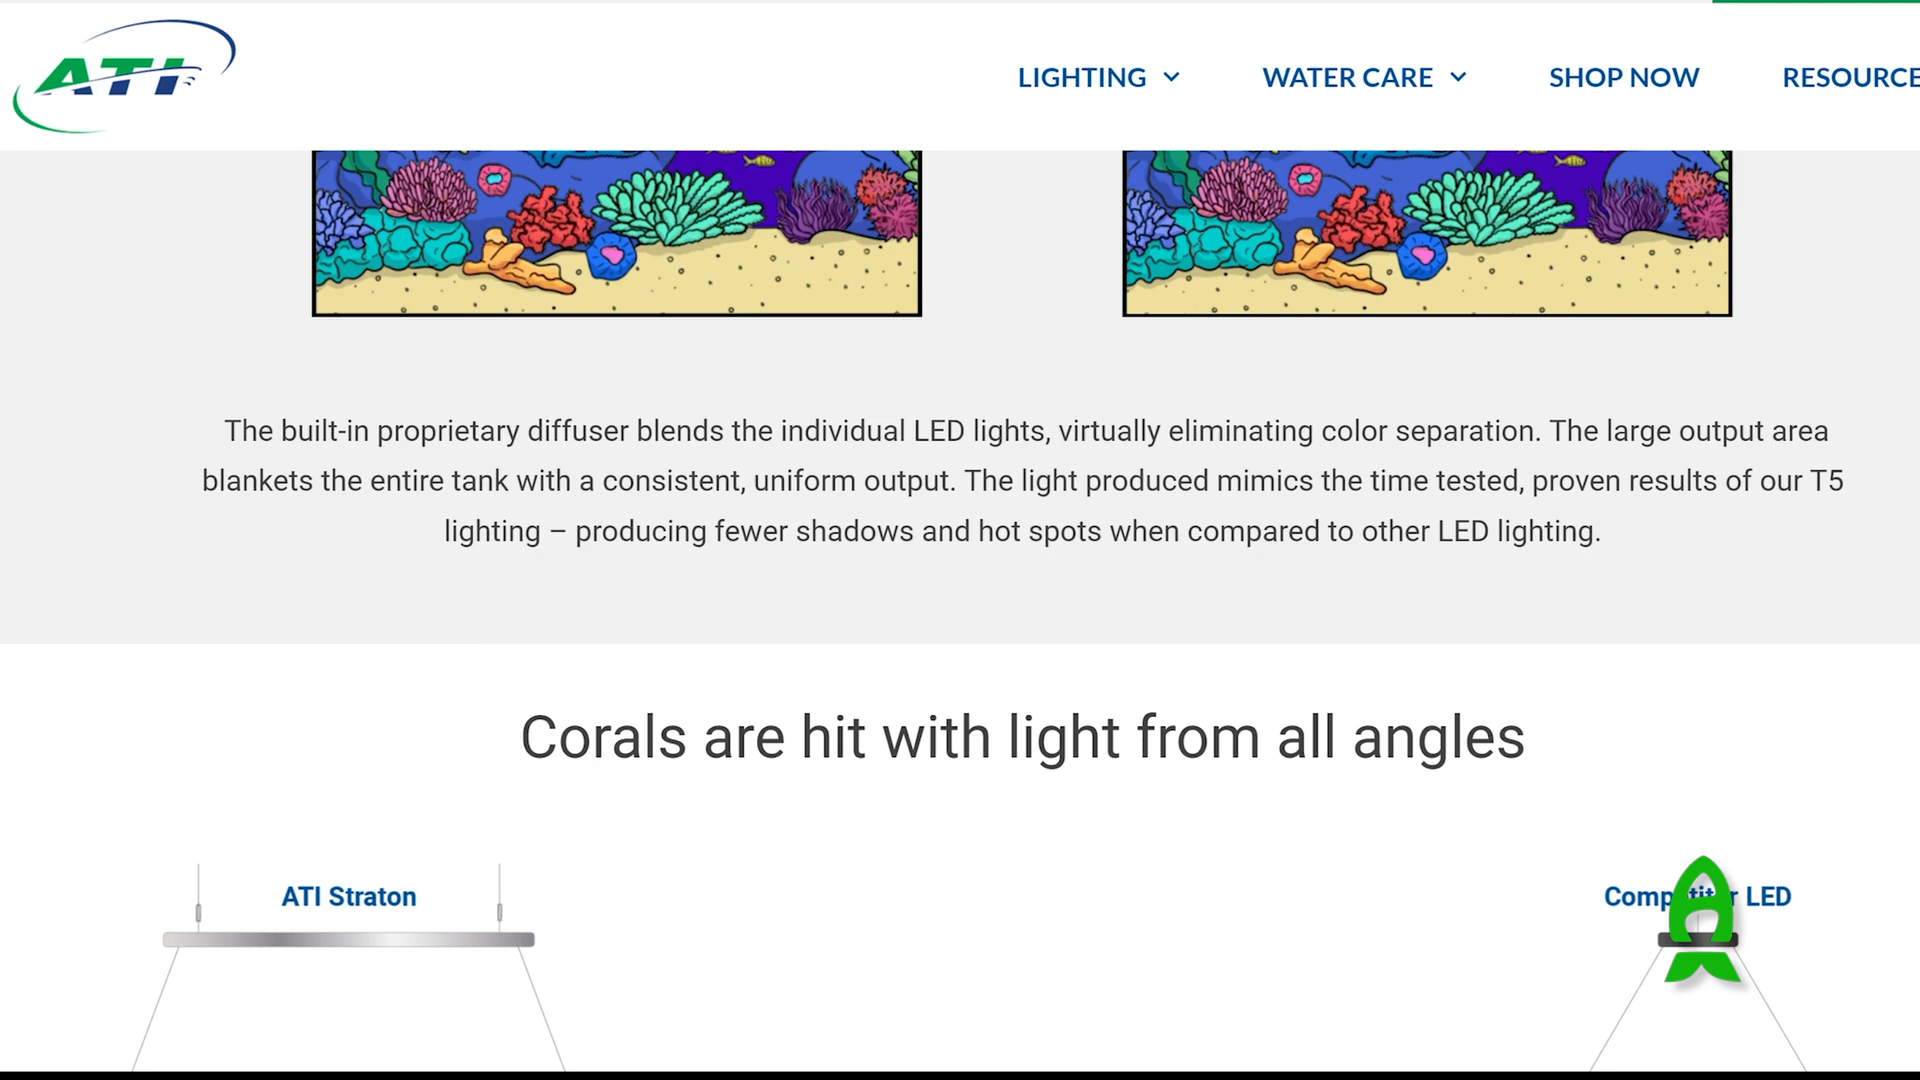 ATI
LIGHTING
WATER CARE
SHOP NOW
RESOURCE
The built-in proprietary diffuser blends the individual LED lights, virtually eliminating color separation. The large output area
blankets the entire tank with a consistent, uniform output. The light produced mimics the time tested, proven results of our T5
lighting – producing fewer shadows and hot spots when compared to other LED lighting.
Corals are hit with light from all angles
ATI Straton
LED